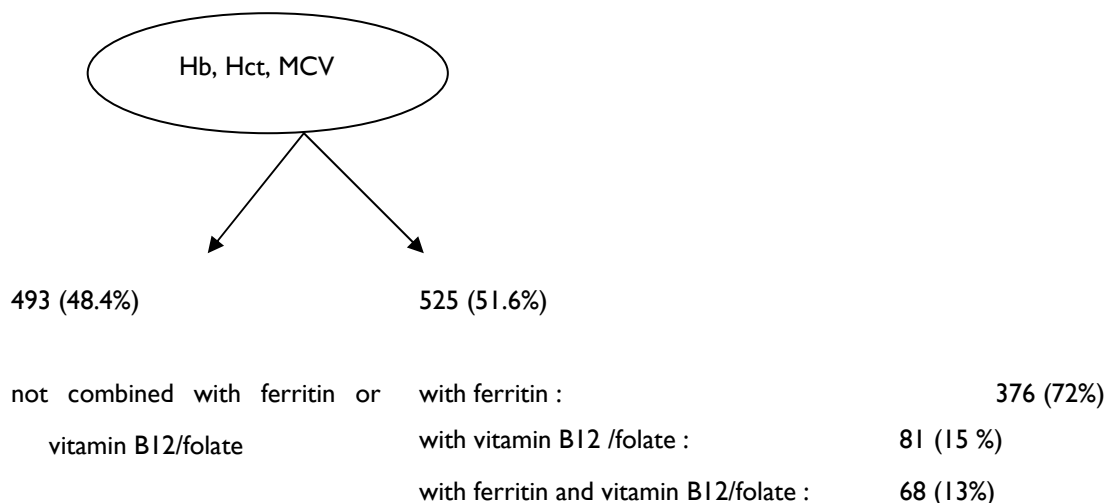 Hb, Hct, MCV
493 (48.4%)
525 (51.6%)
not combined with ferritin or
vitamin B12/folate
with ferritin : 376 (72%)
with vitamin B12 /folate : 81 (15 %)
with ferritin and vitamin B12/folate : 68 (13%)